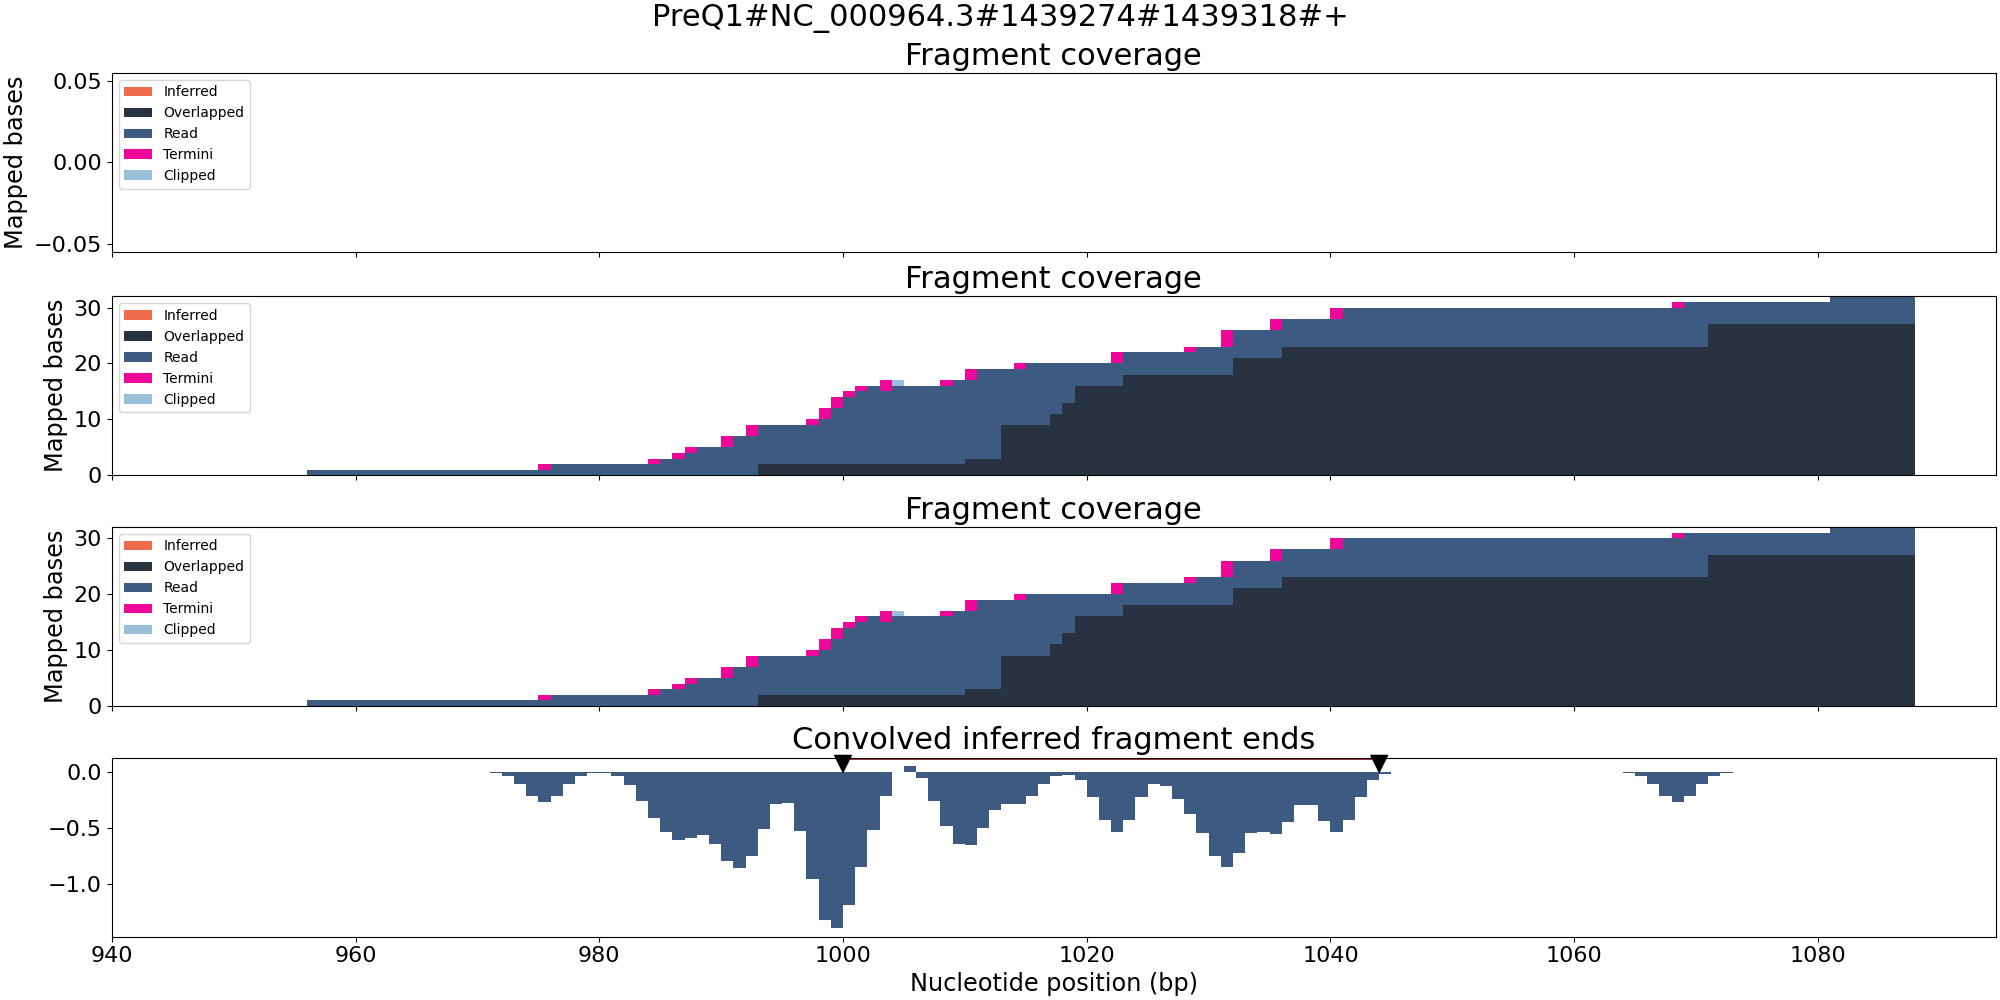 PreQ1#NC_000964.3#1439274#1439318#+
Fragment coverage
Mapped bases
0.05
0.00
−0.05
Inferred
Overlapped
Read
Termini
Clipped
Fragment coverage
Mapped bases
30
20
10
0
Inferred
Overlapped
Read
Termini
Clipped
Fragment coverage
Mapped bases
30
20
10
0
Inferred
Overlapped
Read
Termini
Clipped
Convolved inferred fragment ends
0.0
−0.5
−1.0
940 960 980 1000 1020 1040 1060 1080
Nucleotide position (bp)